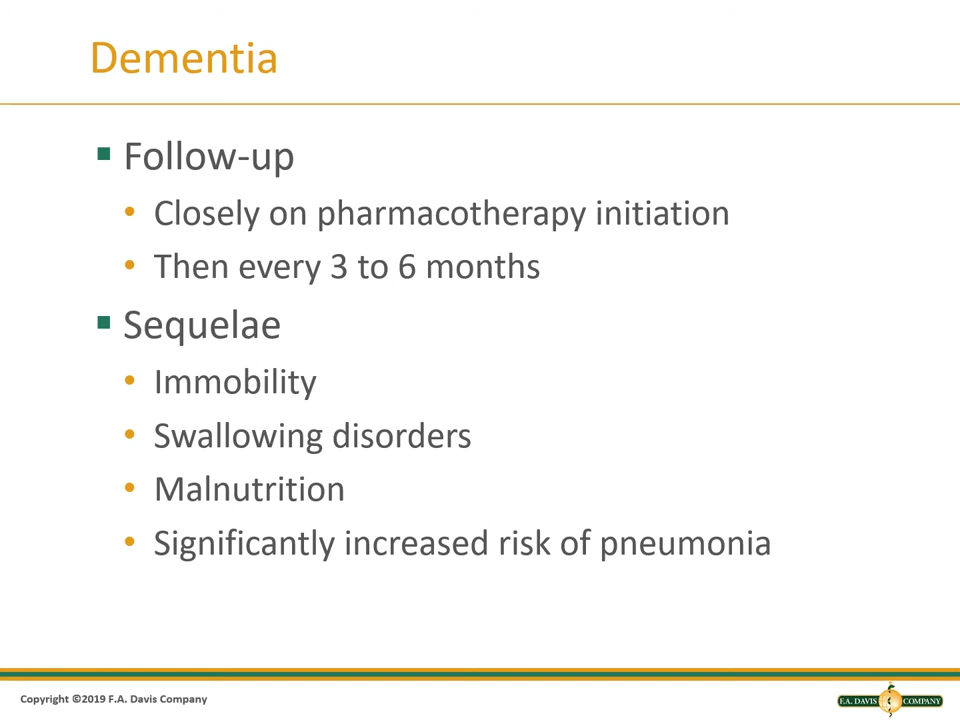 Dementia
▪ Follow-up
• Closely on pharmacotherapy initiation
• Then every 3 to 6 months
▪ Sequelae
• Immobility
• Swallowing disorders
• Malnutrition
• Significantly increased risk of pneumonia
Copyright ©2019 F.A. Davis Company
F.A. DAVIS COMPANY